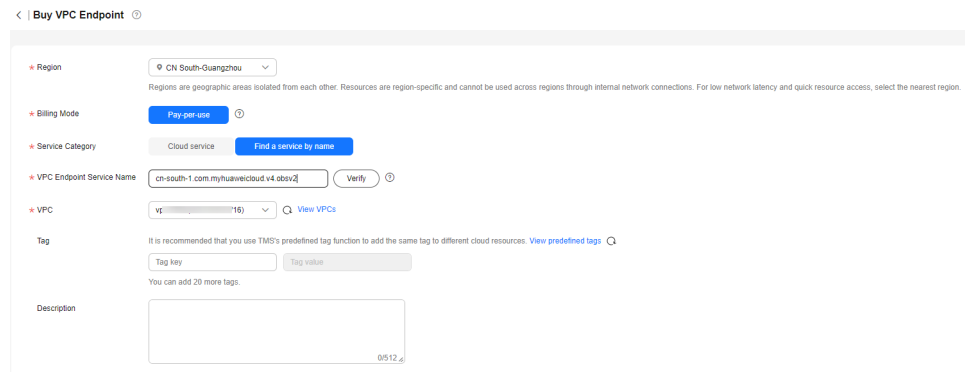 Buy VPC Endpoint
Region
CN South-Guangzhou
Regions are geographic areas isolated from each other. Resources are region-specific and cannot be used across regions through internal network connections. For low network latency and quick resource access, select the nearest region.
Billing Mode
Pay-per-use
Service Category
Cloud service Find a service by name
VPC Endpoint Service Name
cn-south-1.com.myhuaweicloud.v4.obsv2 Verify
VPC
View VPCs
Tag
It is recommended that you use TMS's predefined tag function to add the same tag to different cloud resources. View predefined tags
Tag key Tag value
You can add 20 more tags.
Description
0/512